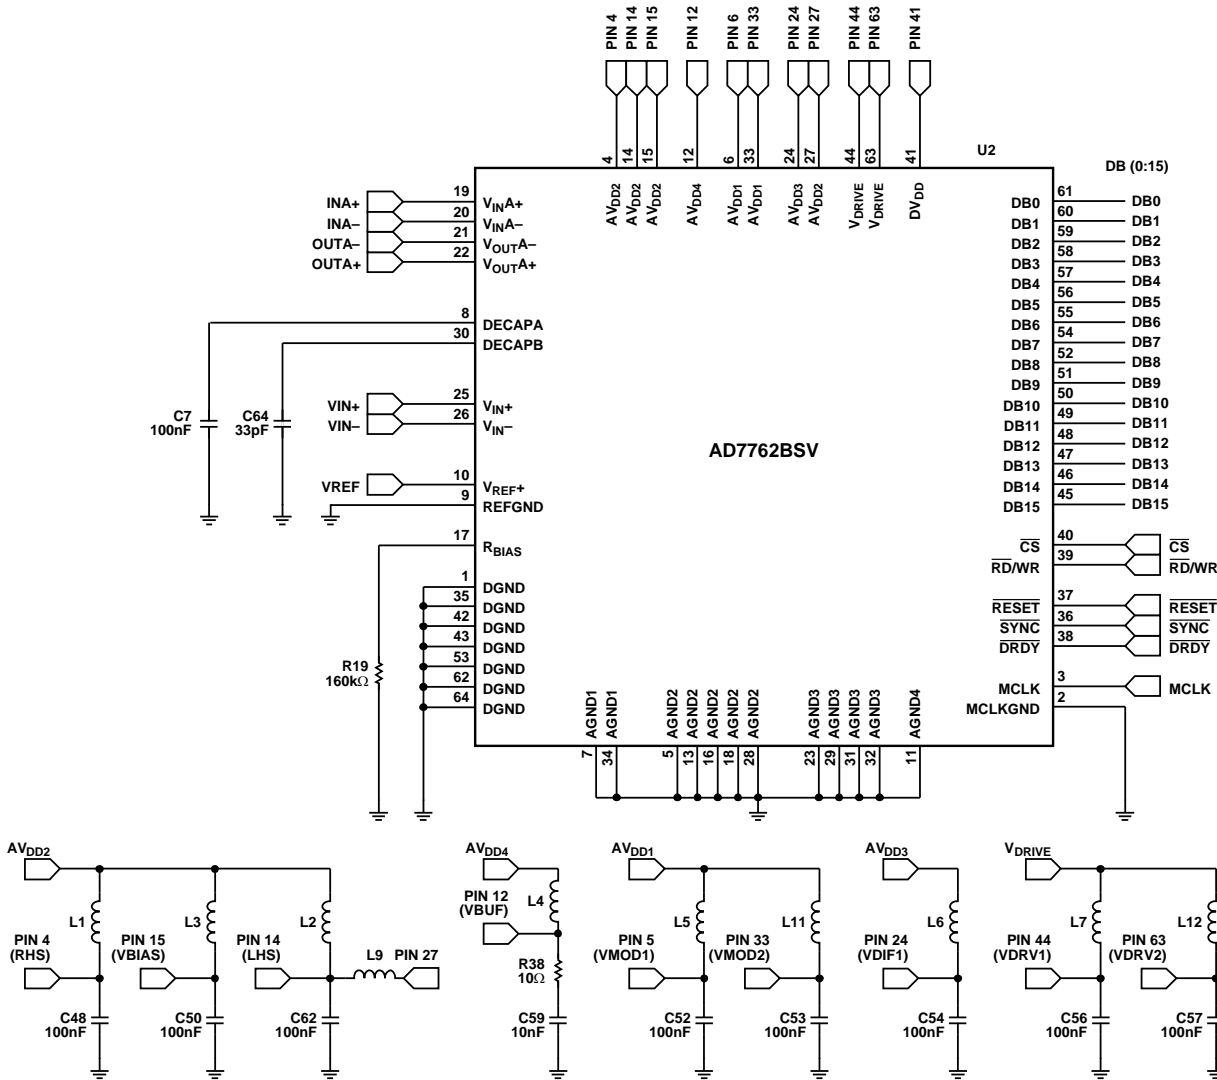 PIN 4
PIN 14
PIN 15
PIN 12
PIN 6
PIN 33
PIN 24
PIN 27
PIN 44
PIN 63
PIN 41
4
14
15
12
6
33
24
27
44
63
41
U2
DB (0:15)
AVDD2
AVDD2
AVDD2
AVDD4
AVDD1
AVDD1
AVDD3
AVDD2
VDRIVE
VDRIVE
DVDD
INA+ 19 VINA+
INA– 20 VINA–
OUTA– 21 VOUTA–
OUTA+ 22 VOUTA+
8 DECAPA
30 DECAPB
C7
100nF
C64
33pF
VIN+ 25 VIN+
VIN– 26 VIN–
VREF 10 VREF+
9 REFGND
17 RBIAS
1 DGND
35 DGND
42 DGND
43 DGND
53 DGND
62 DGND
64 DGND
R19
160kΩ
AD7762BSV
DB0 61 DB0
DB1 60 DB1
DB2 59 DB2
DB3 58 DB3
DB4 57 DB4
DB5 56 DB5
DB6 55 DB6
DB7 54 DB7
DB8 52 DB8
DB9 51 DB9
DB10 50 DB10
DB11 49 DB11
DB12 48 DB12
DB13 47 DB13
DB14 46 DB14
DB15 45 DB15
CS 40 CS
RD/WR 39 RD/WR
RESET 37 RESET
SYNC 36 SYNC
DRDY 38 DRDY
MCLK 3 MCLK
MCLKGND 2
AGND1
AGND1
AGND2
AGND2
AGND2
AGND2
AGND2
AGND3
AGND3
AGND3
AGND3
AGND4
7
34
5
13
16
18
28
23
29
31
32
11
AVDD2
L1
L3
L2
PIN 4
(RHS)
PIN 15
(VBIAS)
PIN 14
(LHS)
L9
PIN 27
C48
100nF
C50
100nF
C62
100nF
AVDD4
PIN 12
(VBUF)
L4
R38
10Ω
C59
10nF
AVDD1
L5
L11
PIN 5
(VMOD1)
PIN 33
(VMOD2)
C52
100nF
C53
100nF
AVDD3
L6
PIN 24
(VDIF1)
C54
100nF
VDRIVE
L7
L12
PIN 44
(VDRV1)
PIN 63
(VDRV2)
C56
100nF
C57
100nF